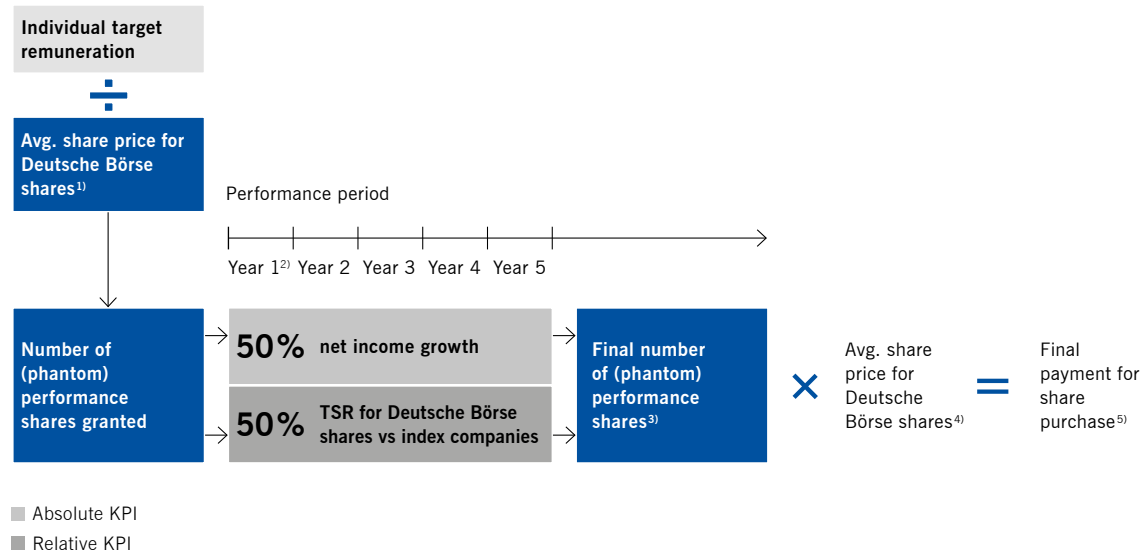 Individual target
remuneration
÷
Avg. share price for
Deutsche Börse
shares¹⁾
Performance period
Year 1²⁾ Year 2 Year 3 Year 4 Year 5
Number of
(phantom)
performance
shares granted
50% net income growth
50% TSR for Deutsche Börse
shares vs index companies
Final number
of (phantom)
performance
shares³⁾
×
Avg. share
price for
Deutsche
Börse shares⁴⁾
=
Final
payment for
share
purchase⁵⁾
Absolute KPI
Relative KPI